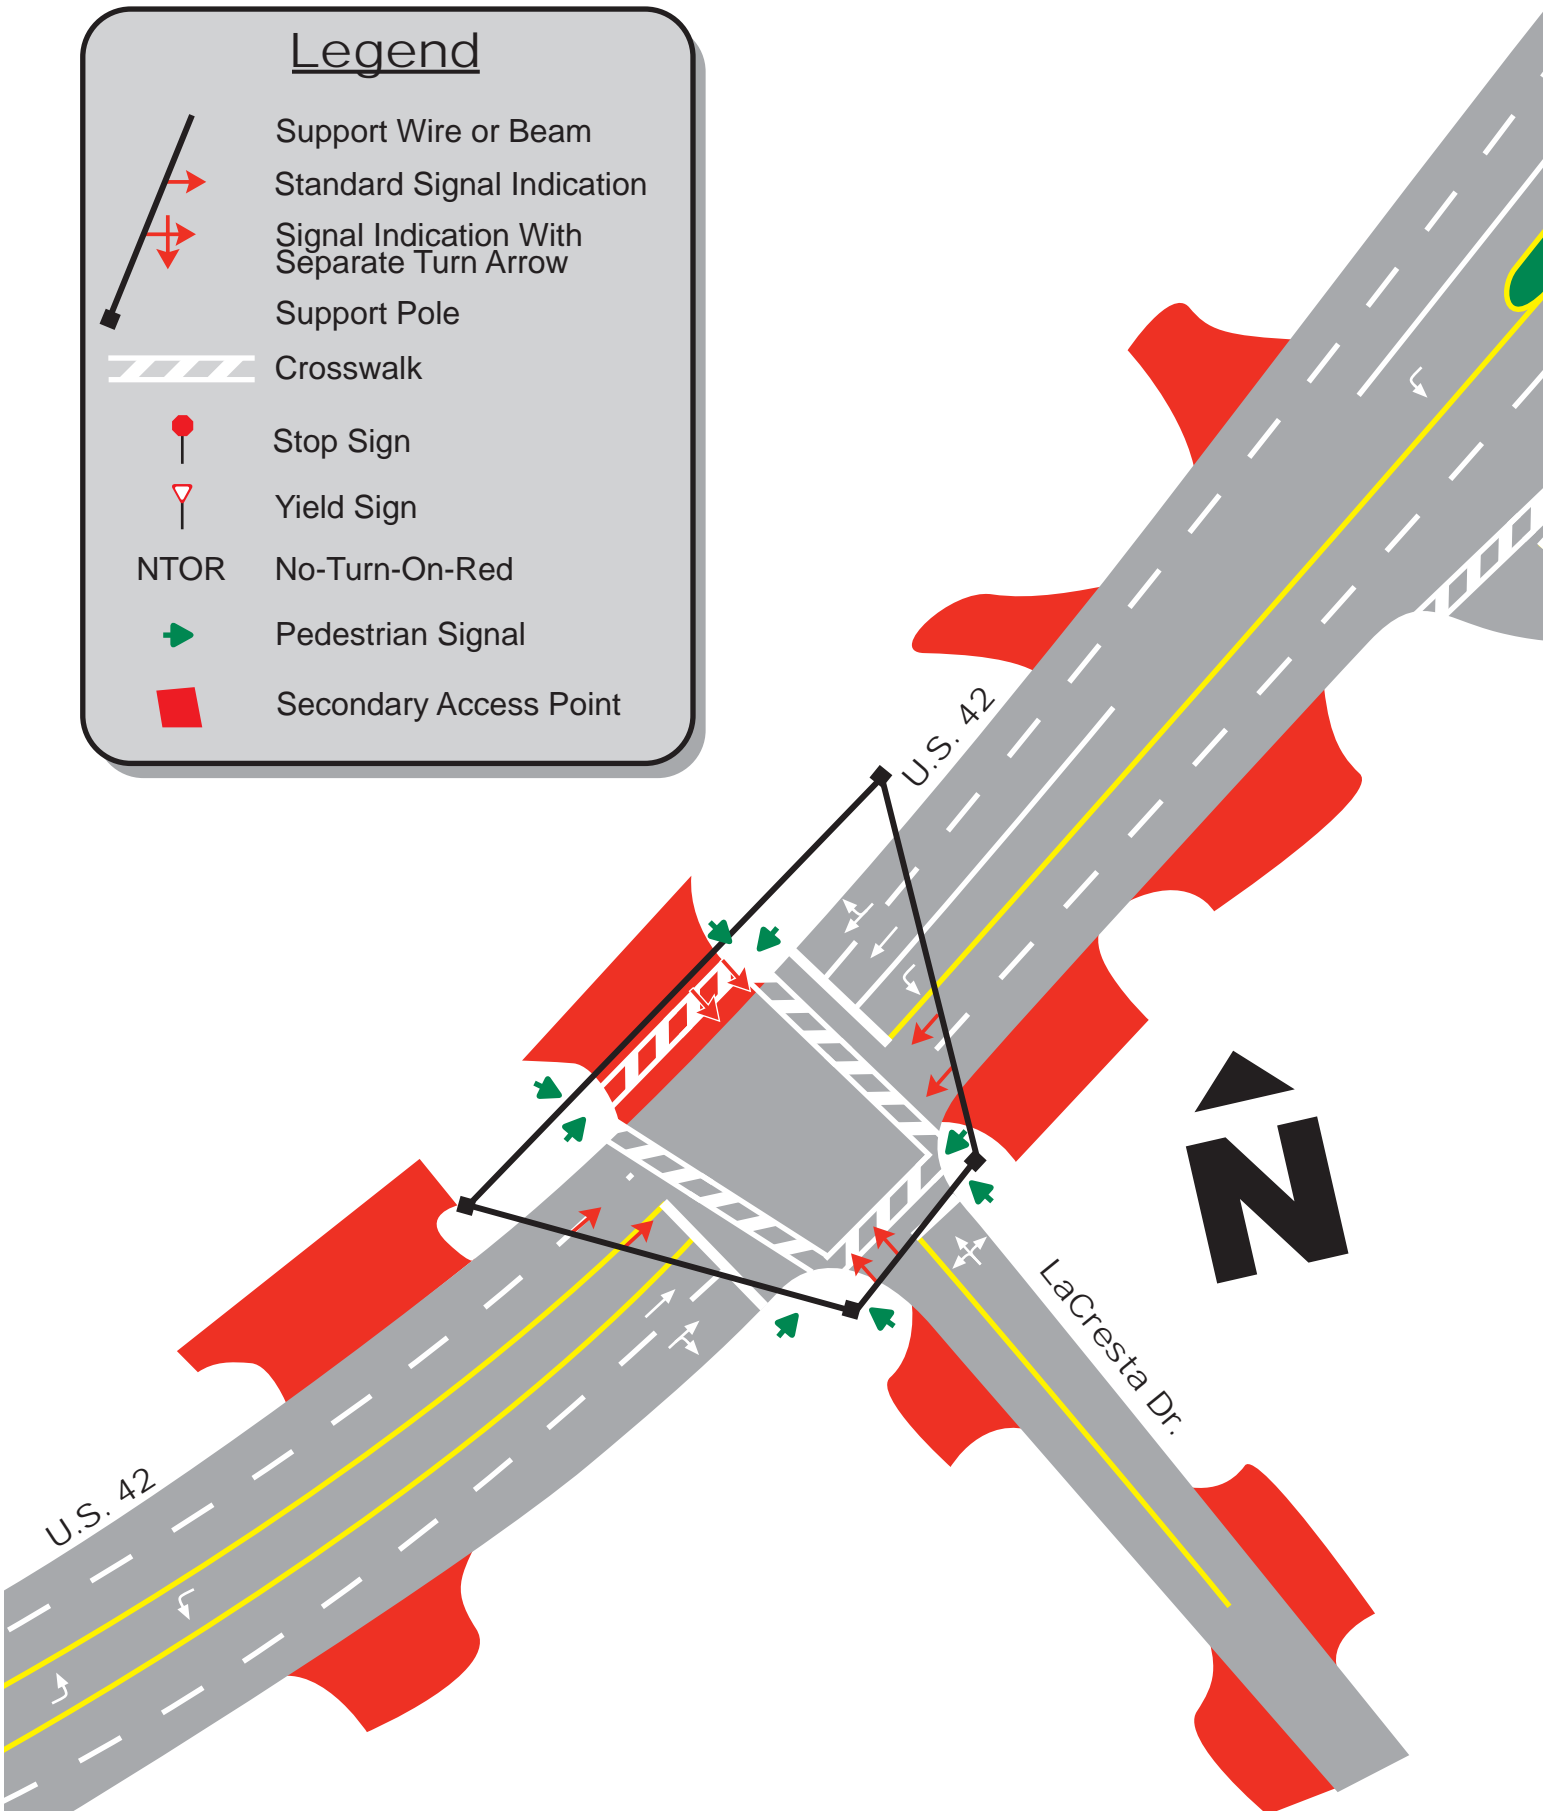 Legend
Support Wire or Beam
Standard Signal Indication
Signal Indication With
Separate Turn Arrow
Support Pole
Crosswalk
Stop Sign
Yield Sign
NTOR No-Turn-On-Red
Pedestrian Signal
Secondary Access Point
U.S. 42
N
LaCresta Dr.
U.S. 42